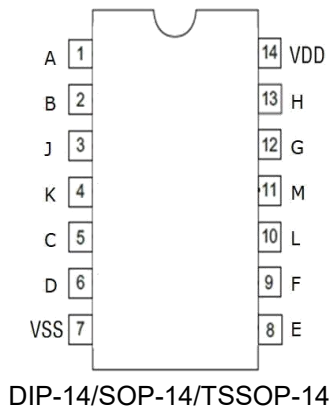 A 1 14 VDD
B 2 13 H
J 3 12 G
K 4 11 M
C 5 10 L
D 6 9 F
VSS 7 8 E
DIP-14/SOP-14/TSSOP-14